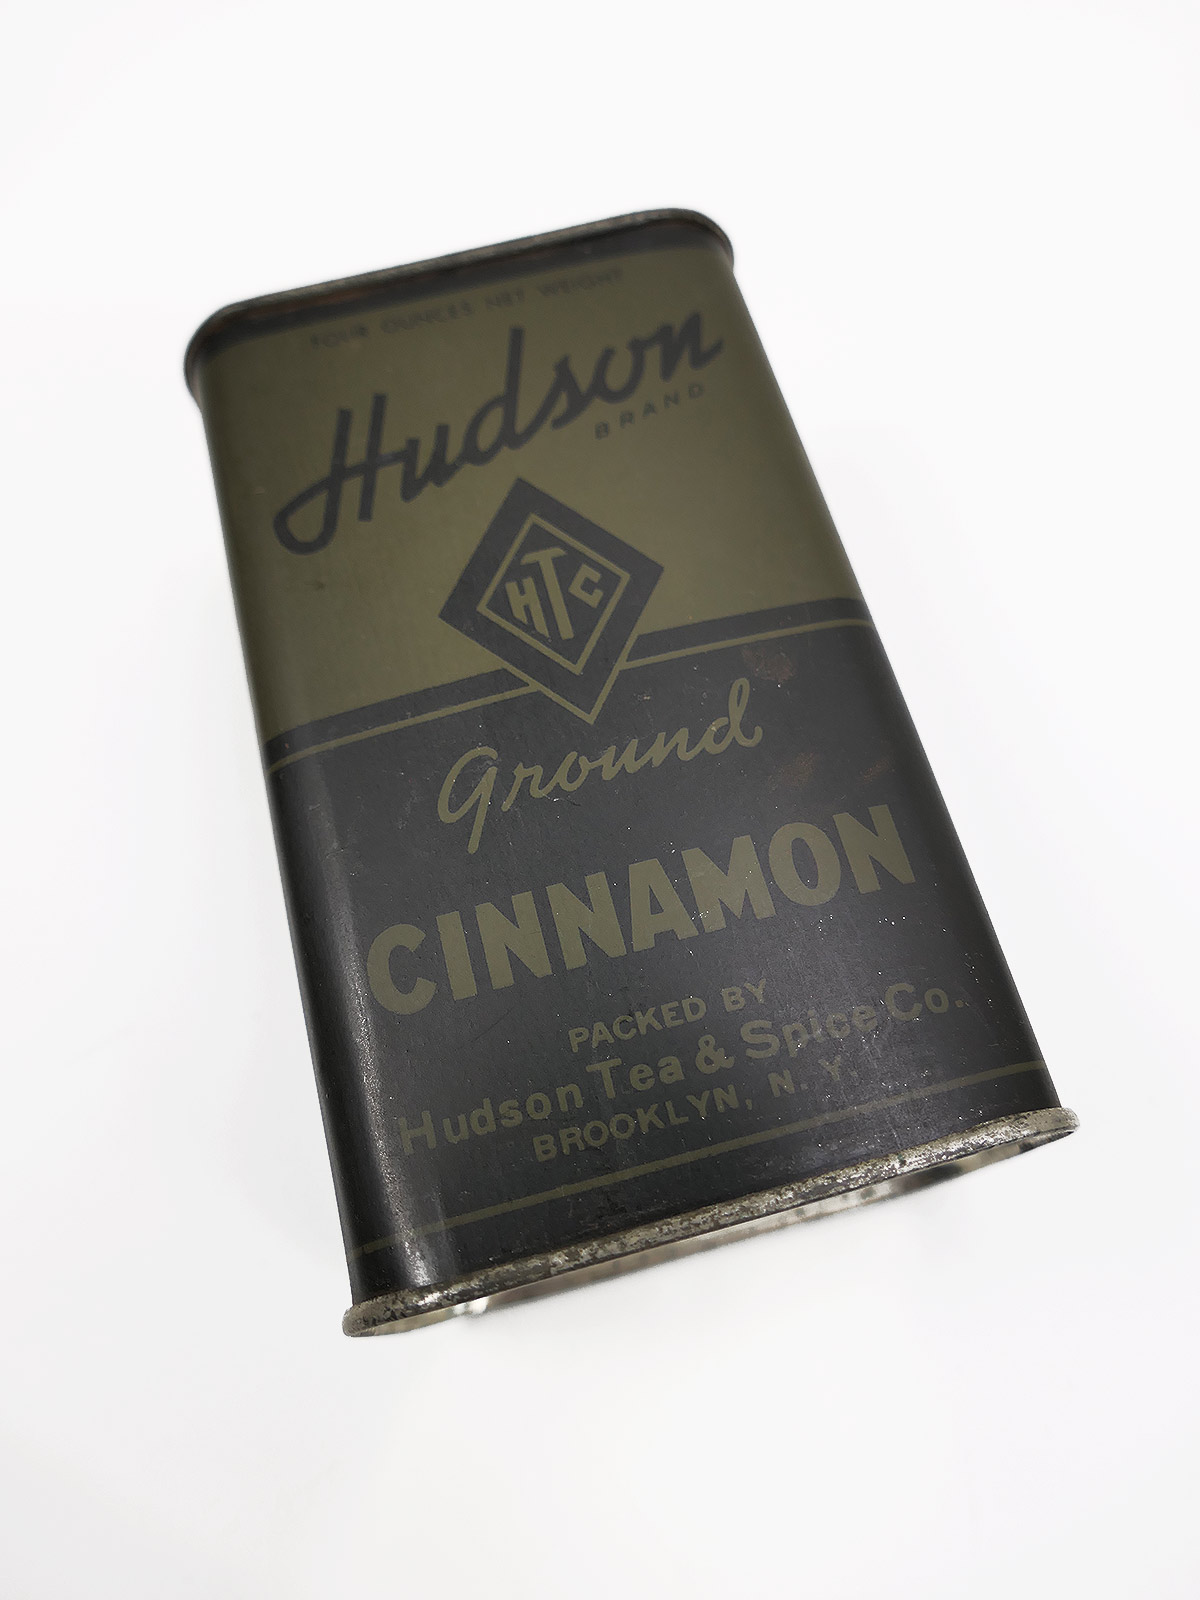 FOUR OUNCES NET WEIGHT
Hudson
BRAND
HTC
Ground
CINNAMON
PACKED BY
Hudson Tea & Spice Co.
BROOKLYN, N. Y.